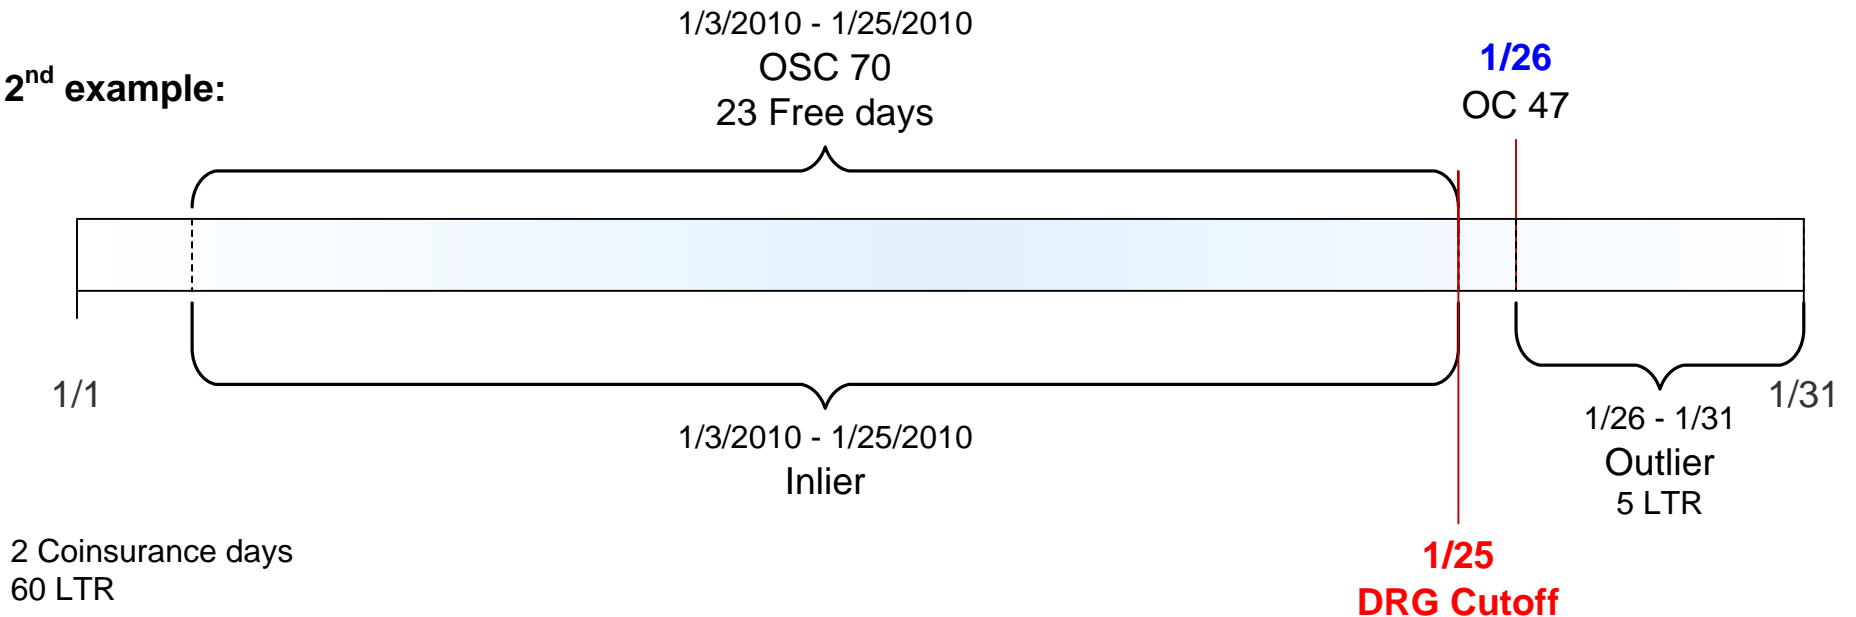 1/3/2010 - 1/25/2010
OSC 70
23 Free days
2nd example:
1/26
OC 47
1/1
1/31
1/3/2010 - 1/25/2010
Inlier
1/26 - 1/31
Outlier
5 LTR
2 Coinsurance days
60 LTR
1/25
DRG Cutoff